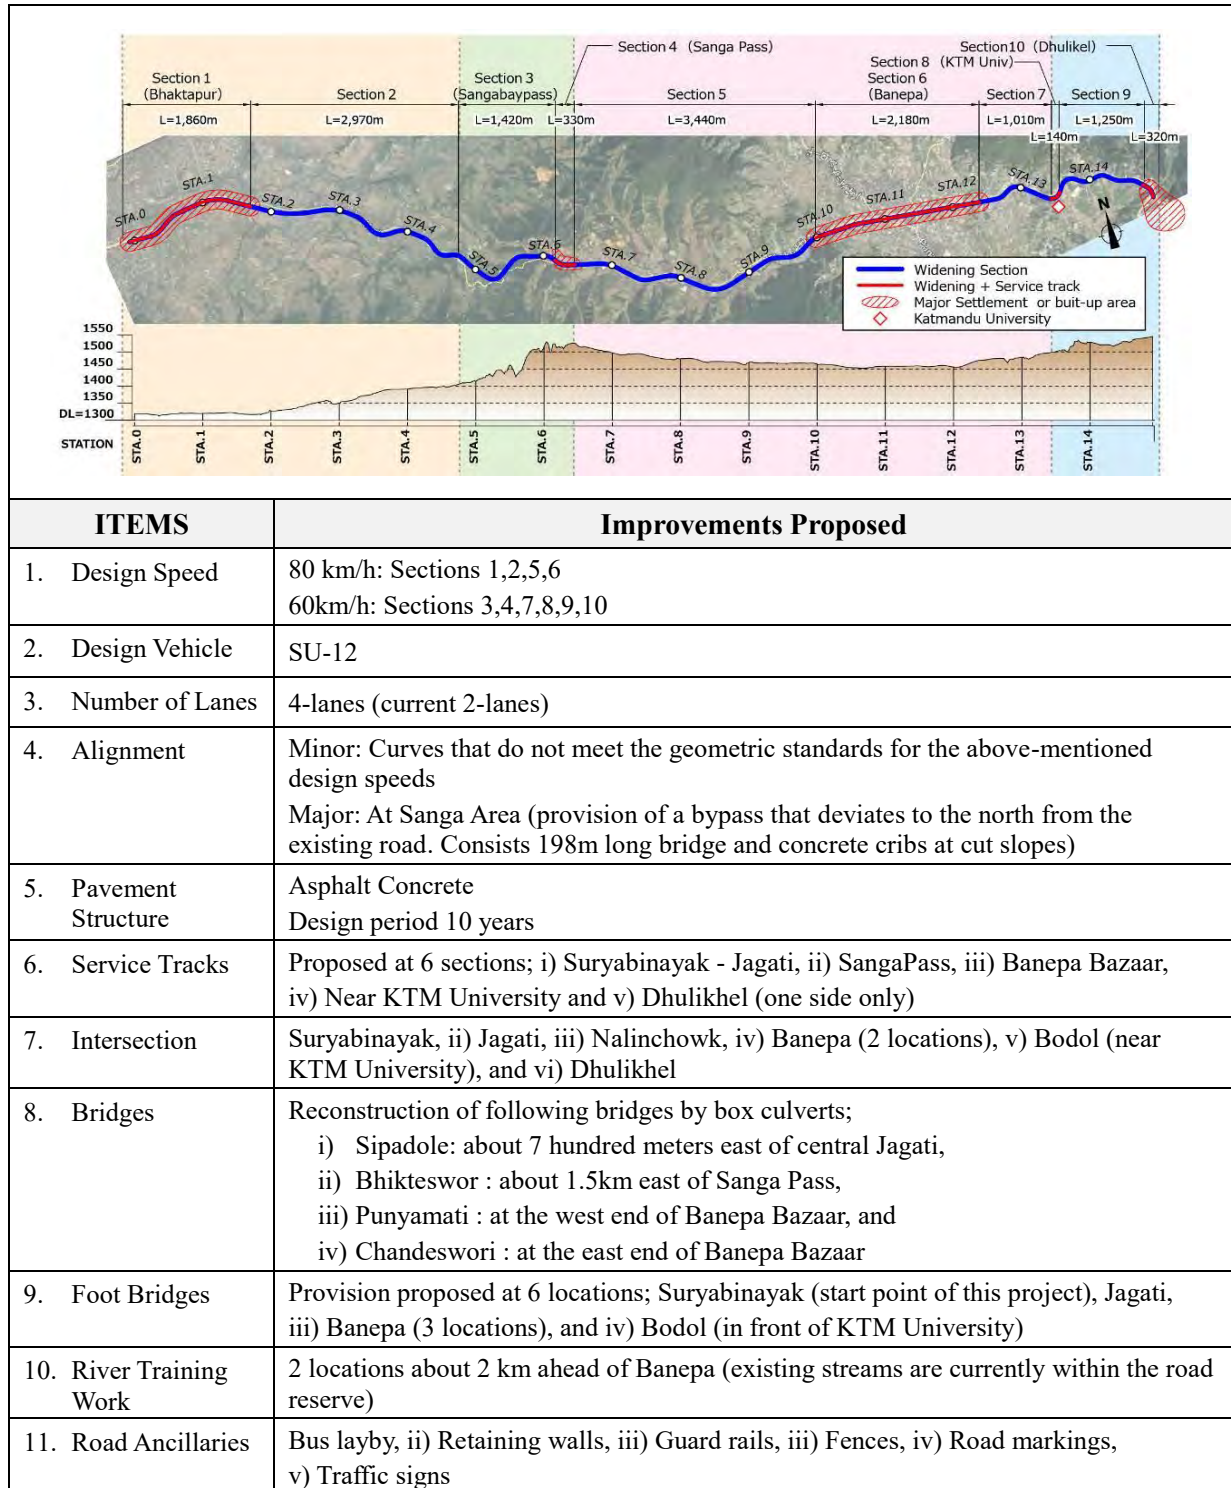 Section 4 （Sanga Pass)
Section10 (Dhulikel)
Section 8 (KTM Univ)
Section 1
(Bhaktapur)
Section 2
Section 3
(Sangabaypass)
Section 5
Section 6
(Banepa)
Section 7
Section 9
L=1,860m
L=2,970m
L=1,420m
L=330m
L=3,440m
L=2,180m
L=1,010m
L=140m
L=1,250m
L=320m
STA.0
STA.1
STA.2
STA.3
STA.4
STA.5
STA.6
STA.7
STA.8
STA.9
STA.10
STA.11
STA.12
STA.13
STA.14
N
Widening Section
Widening + Service track
Major Settlement or buit-up area
Katmandu University
1550
1500
1450
1400
1350
DL=1300
STATION
STA.0
STA.1
STA.2
STA.3
STA.4
STA.5
STA.6
STA.7
STA.8
STA.9
STA.10
STA.11
STA.12
STA.13
STA.14
ITEMS
Improvements Proposed
1. Design Speed
80 km/h: Sections 1,2,5,6
60km/h: Sections 3,4,7,8,9,10
2. Design Vehicle
SU-12
3. Number of Lanes
4-lanes (current 2-lanes)
4. Alignment
Minor: Curves that do not meet the geometric standards for the above-mentioned
design speeds
Major: At Sanga Area (provision of a bypass that deviates to the north from the
existing road. Consists 198m long bridge and concrete cribs at cut slopes)
5. Pavement
Structure
Asphalt Concrete
Design period 10 years
6. Service Tracks
Proposed at 6 sections; i) Suryabinayak - Jagati, ii) SangaPass, iii) Banepa Bazaar,
iv) Near KTM University and v) Dhulikhel (one side only)
7. Intersection
Suryabinayak, ii) Jagati, iii) Nalinchowk, iv) Banepa (2 locations), v) Bodol (near
KTM University), and vi) Dhulikhel
8. Bridges
Reconstruction of following bridges by box culverts;
i) Sipadole: about 7 hundred meters east of central Jagati,
ii) Bhikteswor : about 1.5km east of Sanga Pass,
iii) Punyamati : at the west end of Banepa Bazaar, and
iv) Chandeswori : at the east end of Banepa Bazaar
9. Foot Bridges
Provision proposed at 6 locations; Suryabinayak (start point of this project), Jagati,
iii) Banepa (3 locations), and iv) Bodol (in front of KTM University)
10. River Training
Work
2 locations about 2 km ahead of Banepa (existing streams are currently within the road
reserve)
11. Road Ancillaries
Bus layby, ii) Retaining walls, iii) Guard rails, iii) Fences, iv) Road markings,
v) Traffic signs